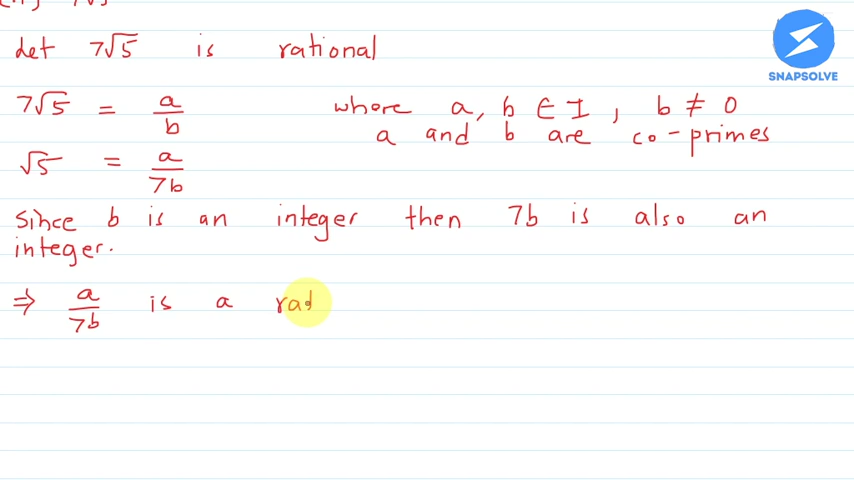 Let 7√5 is rational
7√5 = a/b where a, b ∈ I, b ≠ 0
a and b are co-primes
√5 = a/7b
Since b is an integer then 7b is also an
integer.
⇒ a/7b is a rat
SNAPSOLVE